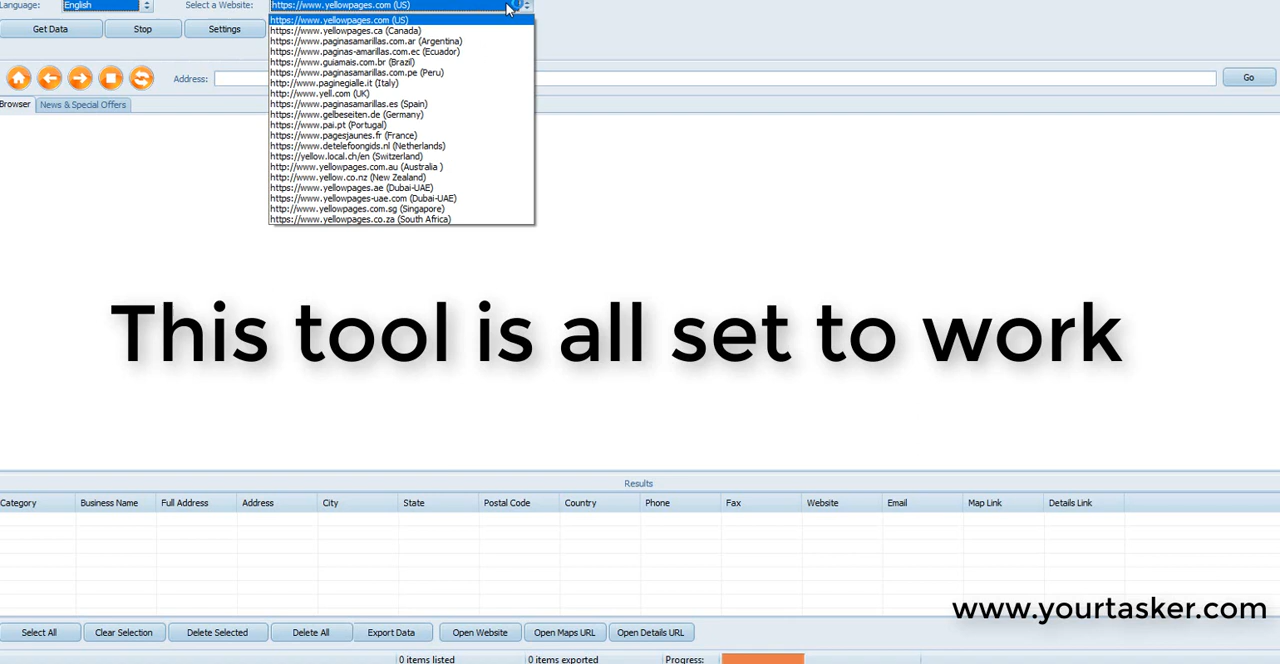 Language: English Select a Website: https://www.yellowpages.com (US)
https://www.yellowpages.com (US)
Get Data Stop Settings https://www.yellowpages.ca (Canada)
https://www.paginasamarillas.com.ar (Argentina)
https://www.paginas-amarillas.com.ec (Ecuador)
https://www.guiamais.com.br (Brazil)
Address: https://www.paginasamarillas.com.pe (Peru) Go
http://www.paginegialle.it (Italy)
http://www.yell.com (UK)
Browser News & Special Offers https://www.paginasamarillas.es (Spain)
https://www.gelbeseiten.de (Germany)
https://www.pai.pt (Portugal)
https://www.pagesjaunes.fr (France)
https://www.detelefoongids.nl (Netherlands)
https://yellow.local.ch/en (Switzerland)
https://www.yellowpages.com.au (Australia )
http://www.yellow.co.nz (New Zealand)
https://www.yellowpages.ae (Dubai-UAE)
https://www.yellowpages-uae.com (Dubai-UAE)
http://www.yellowpages.com.sg (Singapore)
https://www.yellowpages.co.za (South Africa)
This tool is all set to work
Results
Category Business Name Full Address Address City State Postal Code Country Phone Fax Website Email Map Link Details Link
www.yourtasker.com
Select All Clear Selection Delete Selected Delete All Export Data Open Website Open Maps URL Open Details URL
0 items listed 0 items exported Progress: